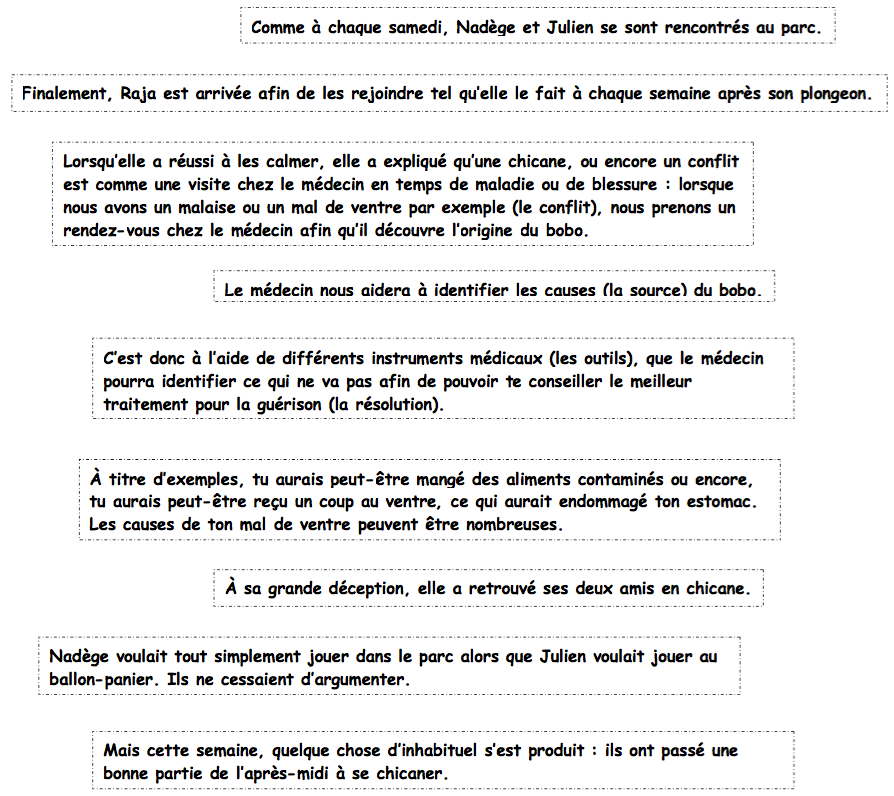 Comme à chaque samedi, Nadège et Julien se sont rencontrés au parc.
Finalement, Raja est arrivée afin de les rejoindre tel qu'elle le fait à chaque semaine après son plongeon.
Lorsqu'elle a réussi à les calmer, elle a expliqué qu'une chicane, ou encore un conflit
est comme une visite chez le médecin en temps de maladie ou de blessure : lorsque
nous avons un malaise ou un mal de ventre par exemple (le conflit), nous prenons un
rendez-vous chez le médecin afin qu'il découvre l'origine du bobo.
Le médecin nous aidera à identifier les causes (la source) du bobo.
C'est donc à l'aide de différents instruments médicaux (les outils), que le médecin
pourra identifier ce qui ne va pas afin de pouvoir te conseiller le meilleur
traitement pour la guérison (la résolution).
À titre d'exemples, tu aurais peut-être mangé des aliments contaminés ou encore,
tu aurais peut-être reçu un coup au ventre, ce qui aurait endommagé ton estomac.
Les causes de ton mal de ventre peuvent être nombreuses.
À sa grande déception, elle a retrouvé ses deux amis en chicane.
Nadège voulait tout simplement jouer dans le parc alors que Julien voulait jouer au
ballon-panier. Ils ne cessaient d'argumenter.
Mais cette semaine, quelque chose d'inhabituel s'est produit : ils ont passé une
bonne partie de l'après-midi à se chicaner.